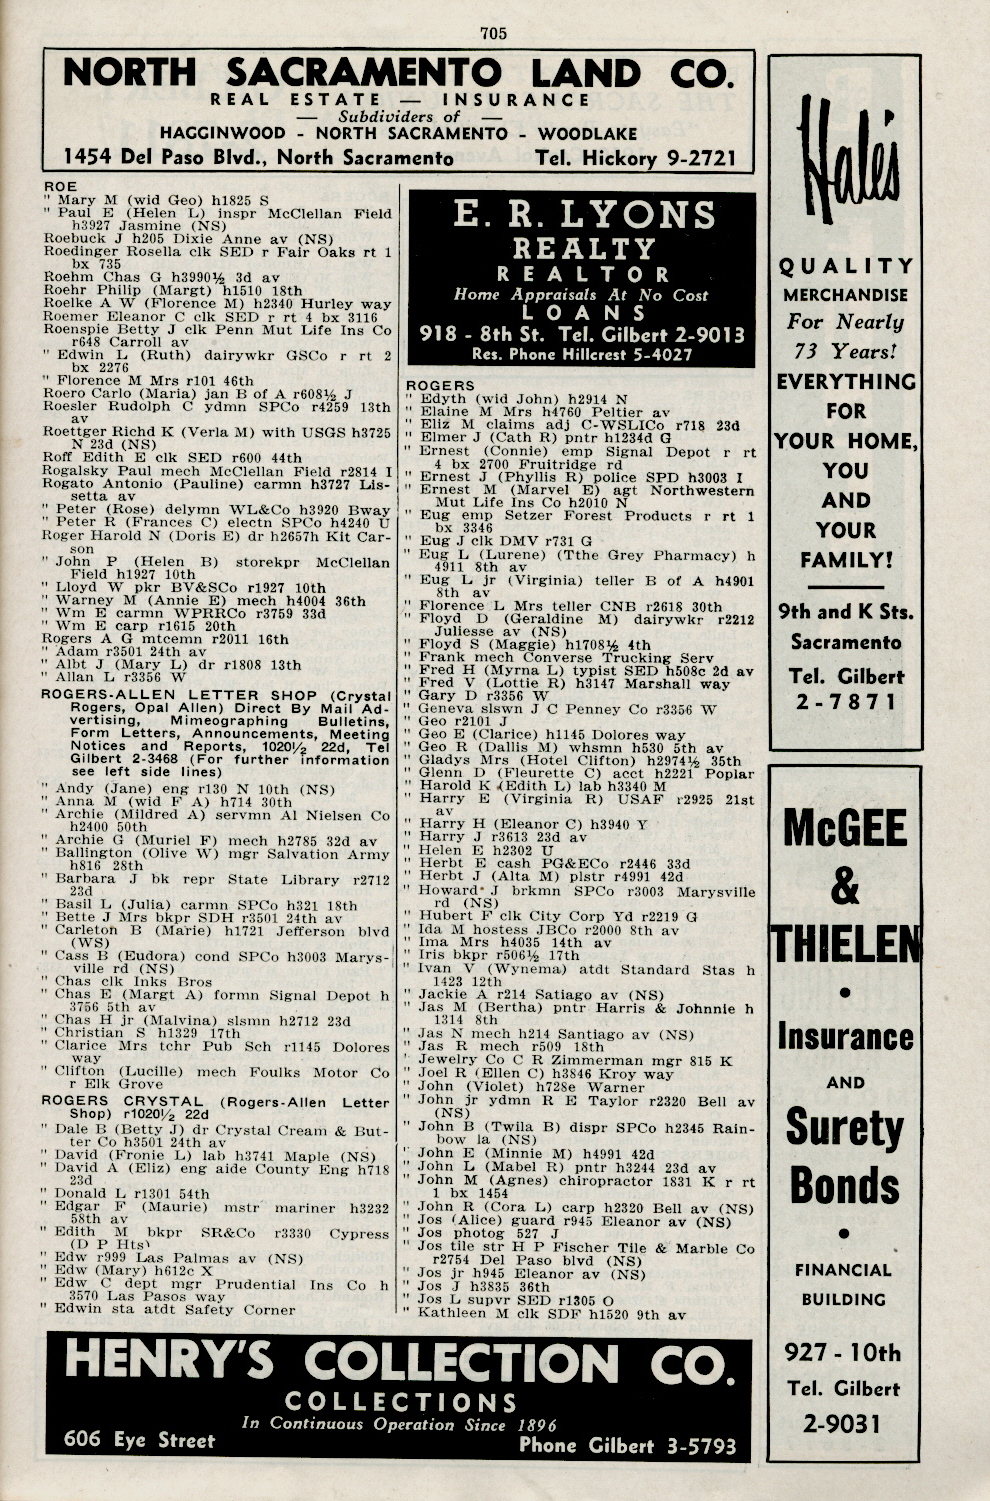 705
NORTH SACRAMENTO LAND CO.
REAL ESTATE — INSURANCE
— Subdividers of —
HAGGINWOOD - NORTH SACRAMENTO - WOODLAKE
1454 Del Paso Blvd., North Sacramento Tel. Hickory 9-2721
ROE
" Mary M (wid Geo) h1825 S
" Paul E (Helen L) inspr McClellan Field
h3927 Jasmine (NS)
Roebuck J h205 Dixie Anne av (NS)
Roedinger Rosella clk SED r Fair Oaks rt 1
bx 735
Roehm Chas G h3990½ 3d av
Roehr Philip (Margt) h1510 18th
Roelke A W (Florence M) h2340 Hurley way
Roemer Eleanor C clk SED r rt 4 bx 3116
Roenspie Betty J clk Penn Mut Life Ins Co
r648 Carroll av
" Edwin L (Ruth) dairywkr GSCo r rt 2
bx 2276
" Florence M Mrs r101 46th
Roero Carlo (Maria) jan B of A r608½ J
Roesler Rudolph C ydmn SPCo r4259 13th
av
Roettger Richd K (Verla M) with USGS h3725
N 23d (NS)
Roff Edith E clk SED r600 44th
Rogalsky Paul mech McClellan Field r2814 I
Rogato Antonio (Pauline) carmn h3727 Lis-
setta av
" Peter (Rose) delymn WL&Co h3920 Bway
" Peter R (Frances C) electn SPCo h4240 U
Roger Harold N (Doris E) dr h2657h Kit Car-
son
" John P (Helen B) storekpr McClellan
Field h1927 10th
" Lloyd W pkr BV&SCo r1927 10th
" Warney M (Annie E) mech h4004 36th
" Wm E carmn WPRRCo r3759 33d
" Wm E carp r1615 20th
Rogers A G mtcemn r2011 16th
" Adam r3501 24th av
" Albt J (Mary L) dr r1808 13th
" Allan L r3356 W
ROGERS-ALLEN LETTER SHOP (Crystal
Rogers, Opal Allen) Direct By Mail Ad-
vertising, Mimeographing Bulletins,
Form Letters, Announcements, Meeting
Notices and Reports, 1020½ 22d, Tel
Gilbert 2-3468 (For further information
see left side lines)
" Andy (Jane) eng r130 N 10th (NS)
" Anna M (wid F A) h714 30th
" Archie (Mildred A) servmn Al Nielsen Co
h2400 50th
" Archie G (Muriel F) mech h2785 32d av
" Ballington (Olive W) mgr Salvation Army
h816 28th
" Barbara J bk repr State Library r2712
23d
" Basil L (Julia) carmn SPCo h321 18th
" Bette J Mrs bkpr SDH r3501 24th av
" Carleton B (Marie) h1721 Jefferson blvd
(WS)
" Cass B (Eudora) cond SPCo h3003 Marys-
ville rd (NS)
" Chas clk Inks Bros
" Chas E (Margt A) formn Signal Depot h
3756 5th av
" Chas H jr (Malvina) slsmn h2712 23d
" Christian S h1329 17th
" Clarice Mrs tchr Pub Sch r1145 Dolores
way
" Clifton (Lucille) mech Foulks Motor Co
r Elk Grove
ROGERS CRYSTAL (Rogers-Allen Letter
Shop) r1020½ 22d
" Dale B (Betty J) dr Crystal Cream & But-
ter Co h3501 24th av
" David (Fronie L) lab h3741 Maple (NS)
" David A (Eliz) eng aide County Eng h718
23d
" Donald L r1301 54th
" Edgar F (Maurie) mstr mariner h3232
58th av
" Edith M bkpr SR&Co r3330 Cypress
(D P Hts)
" Edw r999 Las Palmas av (NS)
" Edw (Mary) h612c X
" Edw C dept mgr Prudential Ins Co h
3570 Las Pasos way
" Edwin sta atdt Safety Corner
E. R. LYONS
REALTY
REALTOR
Home Appraisals At No Cost
LOANS
918 - 8th St. Tel. Gilbert 2-9013
Res. Phone Hillcrest 5-4027
ROGERS
" Edyth (wid John) h2914 N
" Elaine M Mrs h4760 Peltier av
" Eliz M claims adj C-WSLICo r718 23d
" Elmer J (Cath R) pntr h1234d G
" Ernest (Connie) emp Signal Depot r rt
4 bx 2700 Fruitridge rd
" Ernest J (Phyllis R) police SPD h3003 I
" Ernest M (Marvel E) agt Northwestern
Mut Life Ins Co h2010 N
" Eug emp Setzer Forest Products r rt 1
bx 3346
" Eug J clk DMV r731 G
" Eug L (Lurene) (Tthe Grey Pharmacy) h
4911 8th av
" Eug L jr (Virginia) teller B of A h4901
8th av
" Florence L Mrs teller CNB r2618 30th
" Floyd D (Geraldine M) dairywkr r2212
Juliesse av (NS)
" Floyd S (Maggie) h1708½ 4th
" Frank mech Converse Trucking Serv
" Fred H (Myrna L) typist SED h508c 2d av
" Fred V (Lottie R) h3147 Marshall way
" Gary D r3356 W
" Geneva slswn J C Penney Co r3356 W
" Geo r2101 J
" Geo E (Clarice) h1145 Dolores way
" Geo R (Dallis M) whsmn h530 5th av
" Gladys Mrs (Hotel Clifton) h2974½ 35th
" Glenn D (Fleurette C) acct h2221 Poplar
" Harold K (Edith L) lab h3340 M
" Harry E (Virginia R) USAF r2925 21st
av
" Harry H (Eleanor C) h3940 Y
" Harry J r3613 23d av
" Helen E h2302 U
" Herbt E cash PG&ECo r2446 33d
" Herbt J (Alta M) plstr r4991 42d
" Howard J brkmn SPCo r3003 Marysville
rd (NS)
" Hubert F clk City Corp Yd r2219 G
" Ida M hostess JBCo r2000 8th av
" Ima Mrs h4035 14th av
" Iris bkpr r506½ 17th
" Ivan V (Wynema) atdt Standard Stas h
1423 12th
" Jackie A r214 Satiago av (NS)
" Jas M (Bertha) pntr Harris & Johnnie h
1314 8th
" Jas N mech h214 Santiago av (NS)
" Jas R mech r509 18th
' Jewelry Co C R Zimmerman mgr 815 K
" Joel R (Ellen C) h3846 Kroy way
" John (Violet) h728e Warner
" John jr ydmn R E Taylor r2320 Bell av
(NS)
" John B (Twila B) dispr SPCo h2345 Rain-
bow la (NS)
" John E (Minnie M) h4991 42d
" John L (Mabel R) pntr h3244 23d av
" John M (Agnes) chiropractor 1831 K r rt
1 bx 1454
" John R (Cora L) carp h2320 Bell av (NS)
" Jos (Alice) guard r945 Eleanor av (NS)
" Jos photog 527 J
" Jos tile str H P Fischer Tile & Marble Co
r2754 Del Paso blvd (NS)
" Jos jr h945 Eleanor av (NS)
" Jos J h3835 36th
" Jos L supvr SED r1305 O
" Kathleen M clk SDF h1520 9th av
Hale's
QUALITY
MERCHANDISE
For Nearly
73 Years!
EVERYTHING
FOR
YOUR HOME,
YOU
AND
YOUR
FAMILY!
9th and K Sts.
Sacramento
Tel. Gilbert
2-7871
McGEE
&
THIELEN
•
Insurance
AND
Surety
Bonds
•
FINANCIAL
BUILDING
927 - 10th
Tel. Gilbert
2-9031
HENRY'S COLLECTION CO.
COLLECTIONS
In Continuous Operation Since 1896
606 Eye Street Phone Gilbert 3-5793